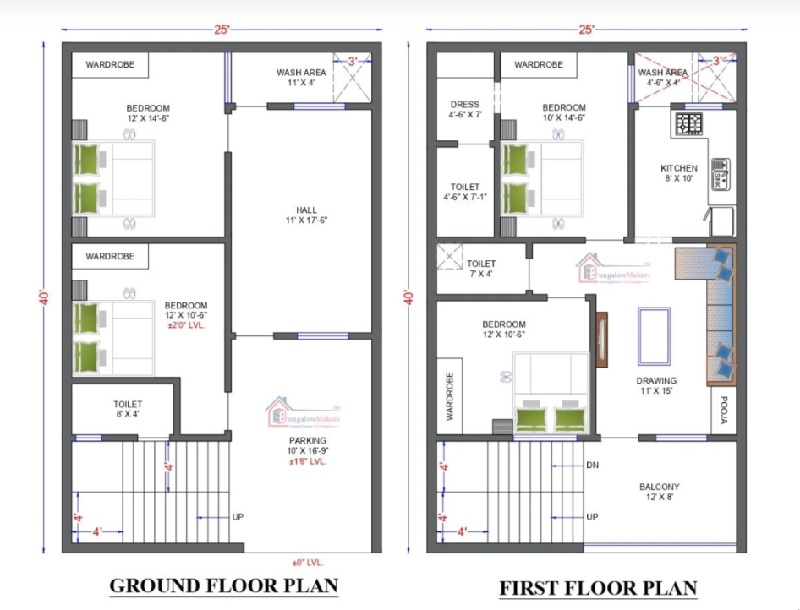 25'
40'
WARDROBE
WASH AREA
11' X 4'
3'
BEDROOM
12' X 14'-6"
HALL
11' X 17'-6"
WARDROBE
BEDROOM
12' X 10'-6"
±2'0" LVL.
TOILET
8' X 4'
BungalowMakers
PARKING
10' X 16'-9"
±1'6" LVL.
4'
4'
4'
UP
±0" LVL.
GROUND FLOOR PLAN
25'
40'
WARDROBE
WASH AREA
4'-6" X 4'
3'
DRESS
4'-6" X 7'
BEDROOM
10' X 14'-6"
KITCHEN
8' X 10'
SINK
TOILET
4'-6" X 7'-1"
TOILET
7' X 4'
BungalowMakers
BEDROOM
12' X 10'-6"
WARDROBE
DRAWING
11' X 15'
POOJA
4'
4'
4'
DN
UP
BALCONY
12' X 8'
FIRST FLOOR PLAN